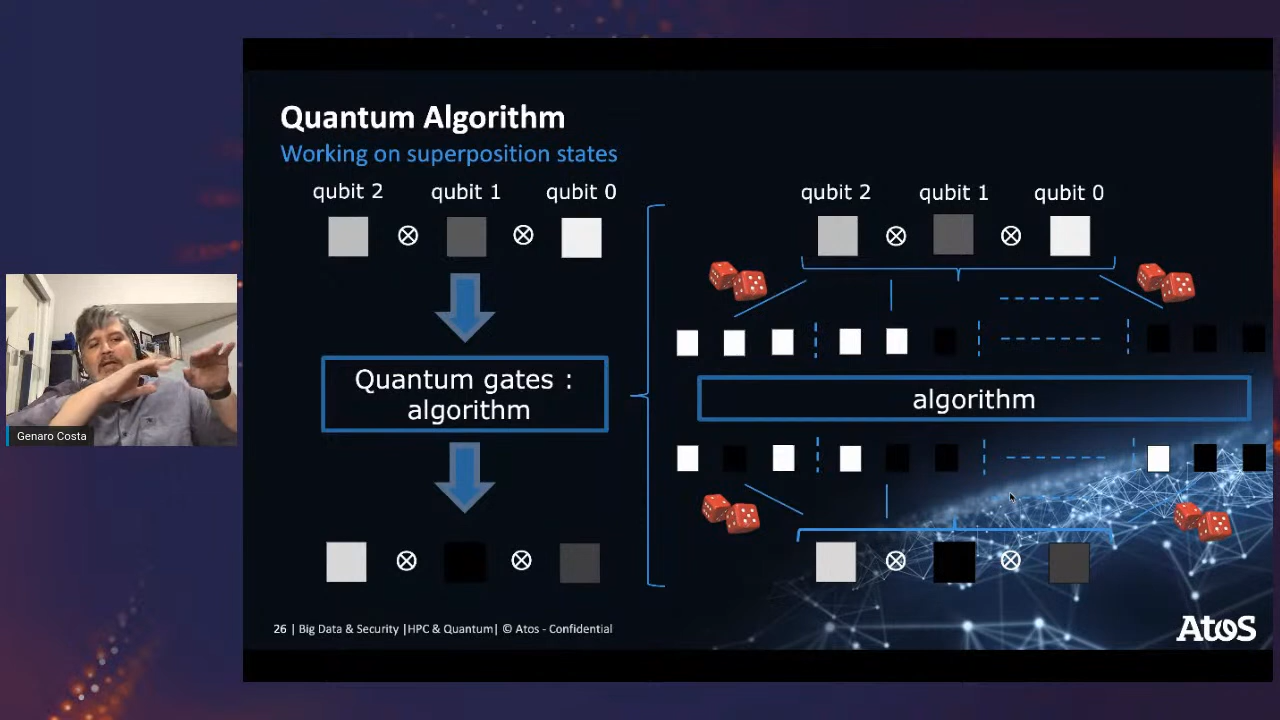 Quantum Algorithm
Working on superposition states
qubit 2 qubit 1 qubit 0
qubit 2 qubit 1 qubit 0
Quantum gates :
algorithm
algorithm
Genaro Costa
26 | Big Data & Security |HPC & Quantum| © Atos - Confidential
Atos